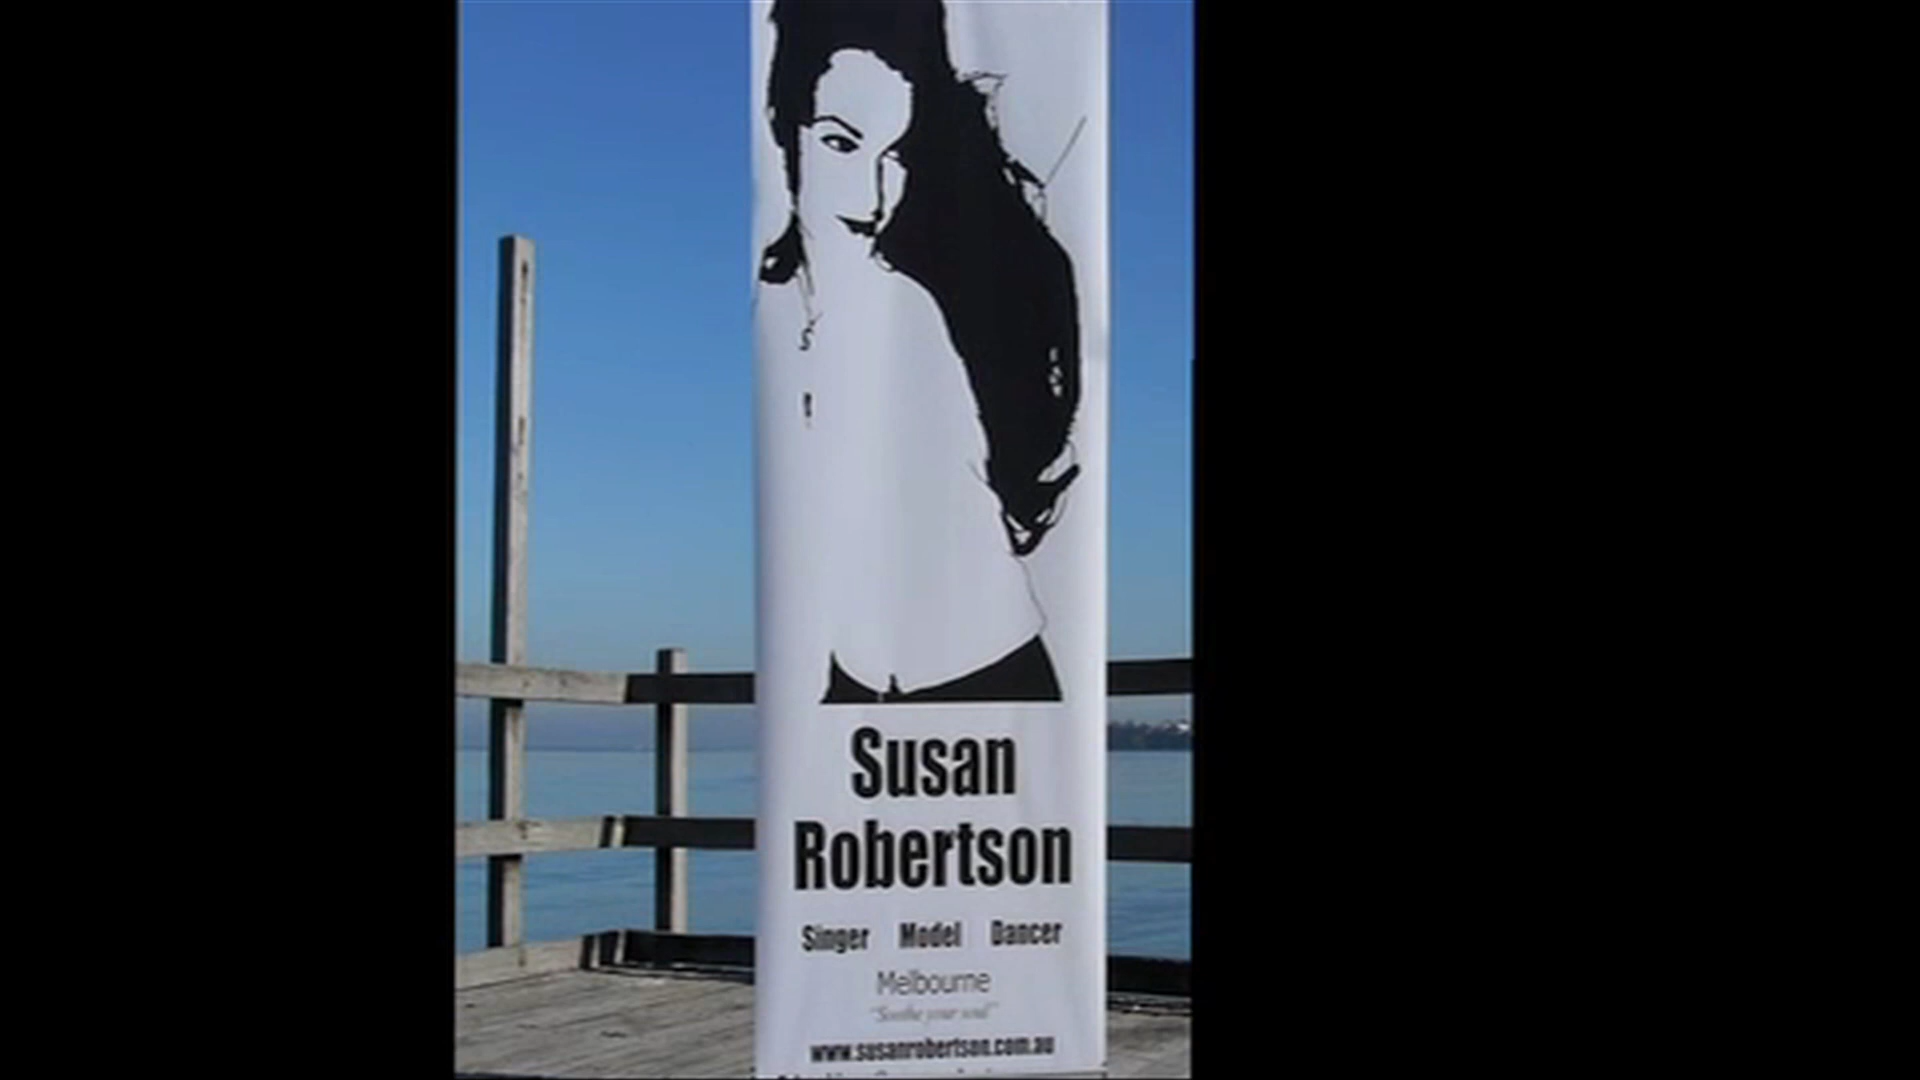 Susan
Robertson
Singer Model Dancer
Melbourne
"Soothe your soul"
www.susanrobertson.com.au